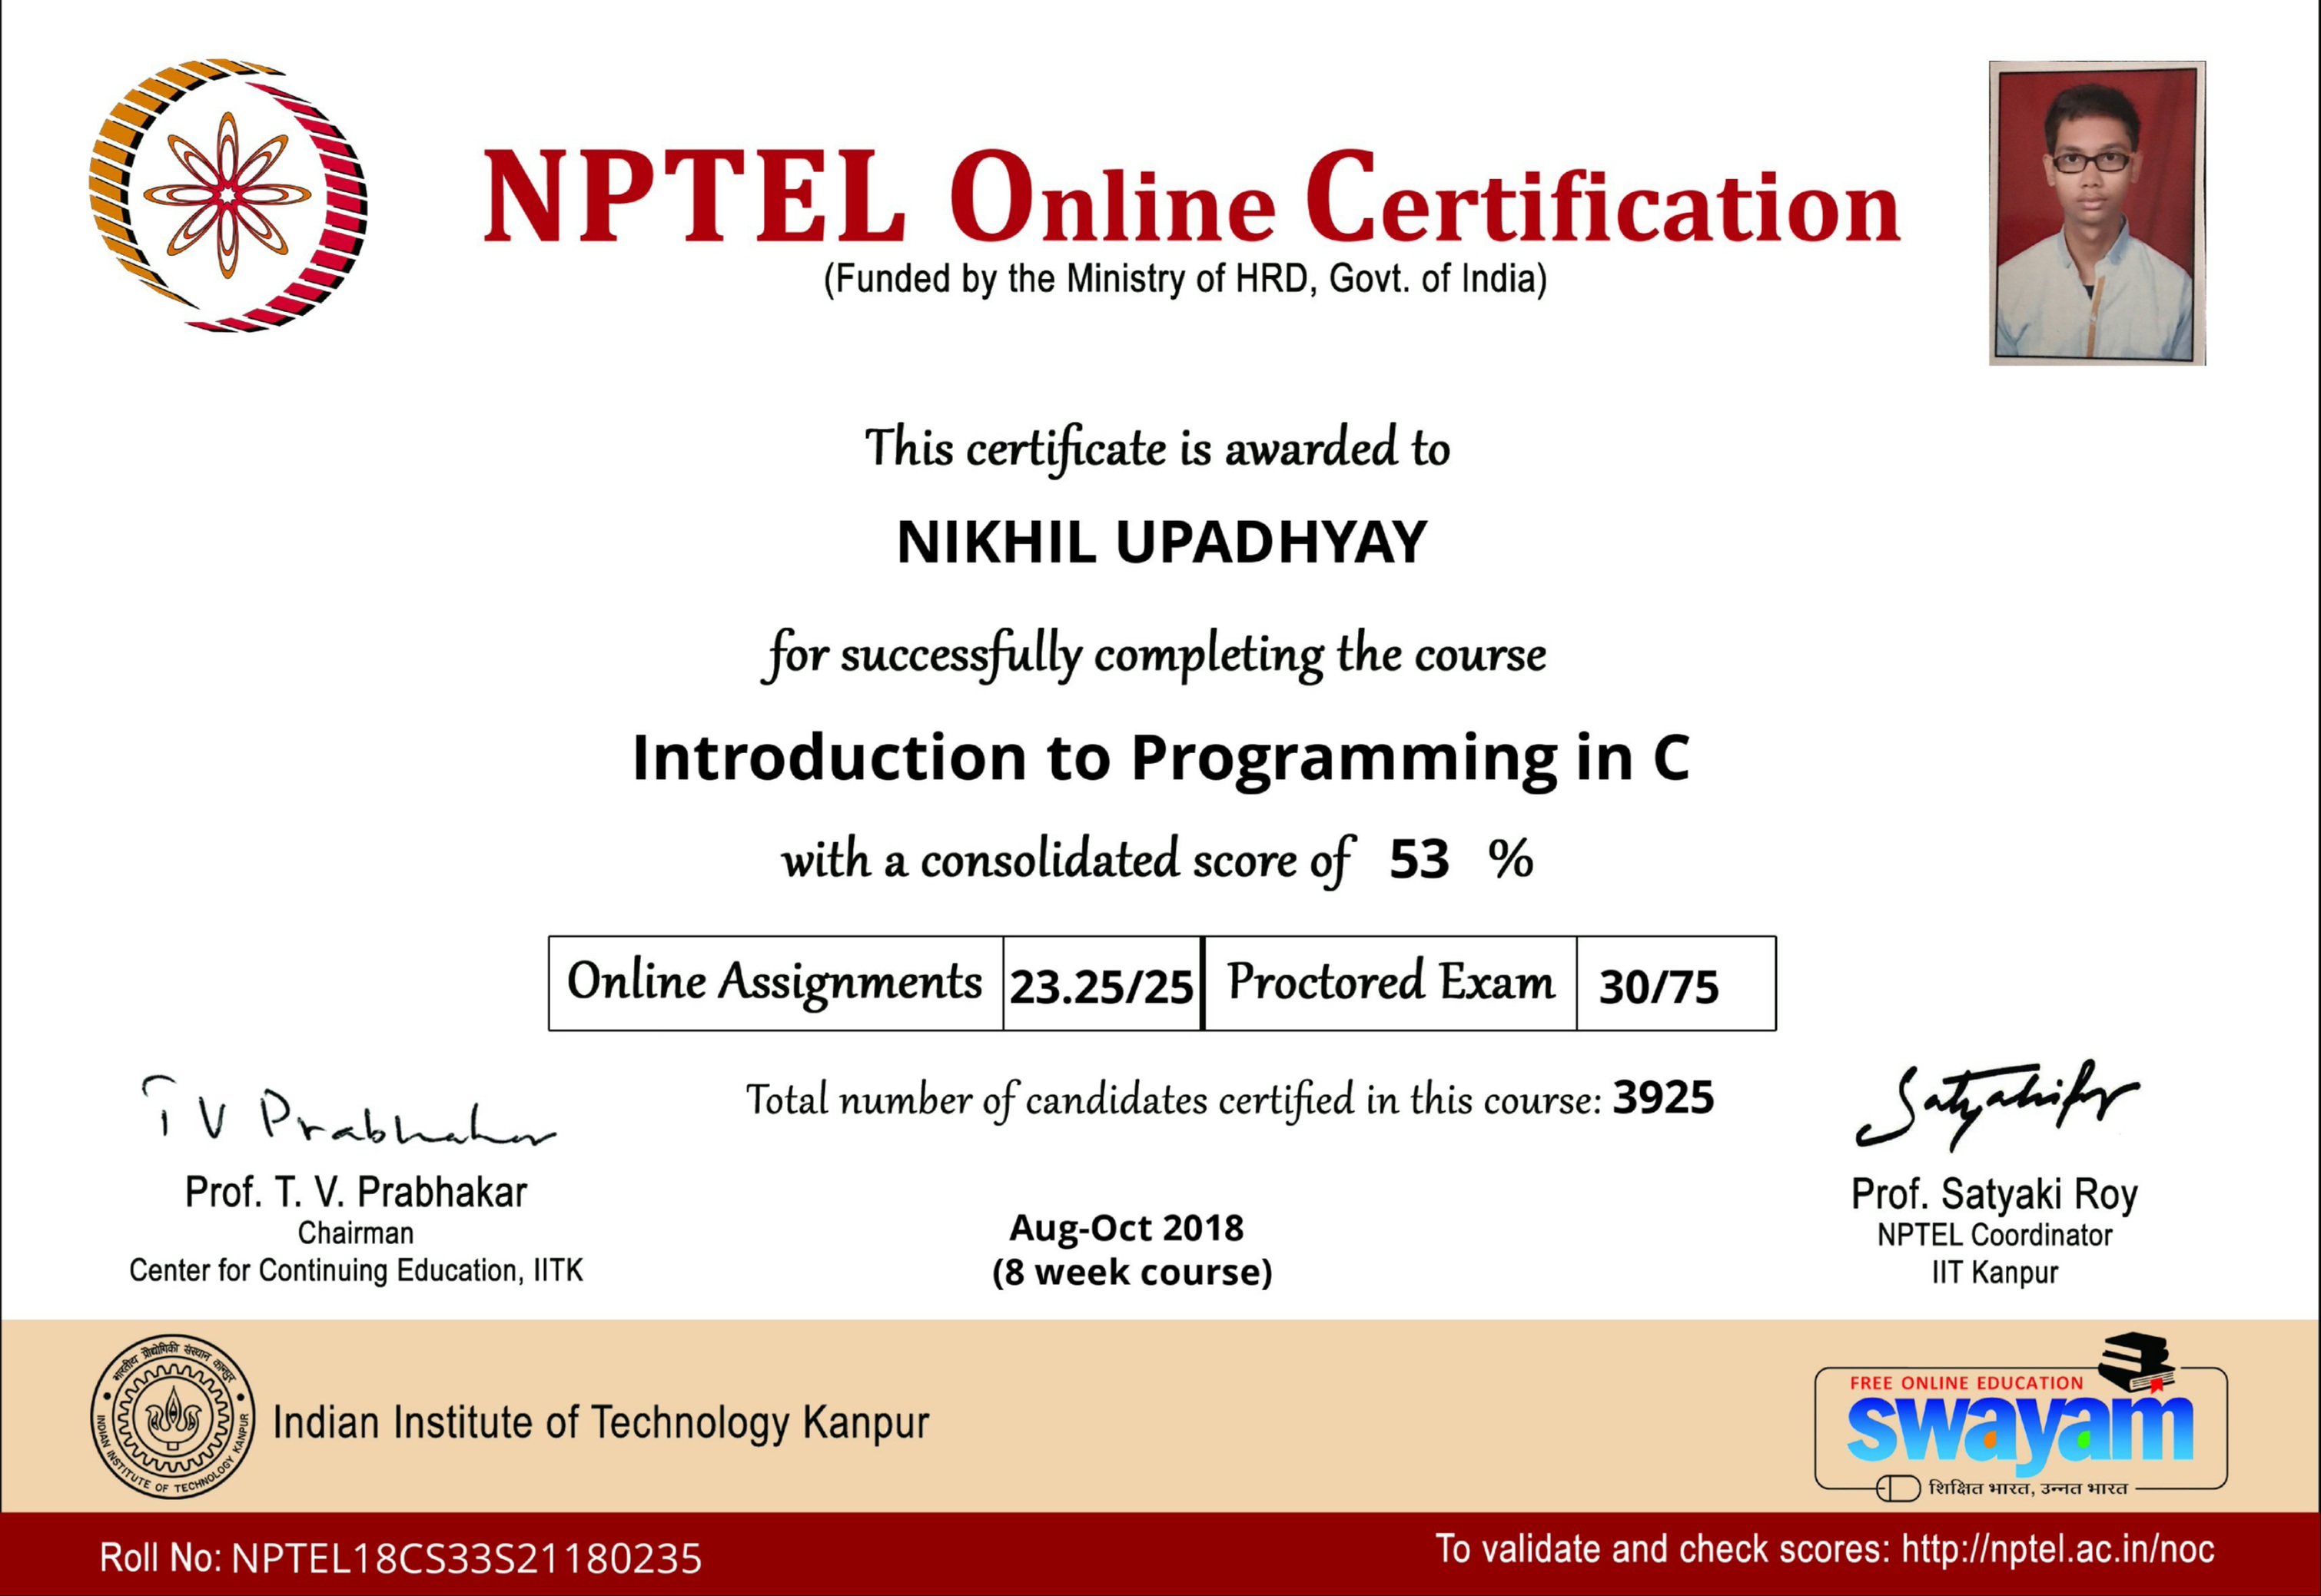 NPTEL Online Certification
(Funded by the Ministry of HRD, Govt. of India)
This certificate is awarded to
NIKHIL UPADHYAY
for successfully completing the course
Introduction to Programming in C
with a consolidated score of 53 %
Online Assignments 23.25/25 Proctored Exam 30/75
Total number of candidates certified in this course: 3925
T V Prabhakar
Prof. T. V. Prabhakar
Chairman
Center for Continuing Education, IITK
Aug-Oct 2018
(8 week course)
Prof. Satyaki Roy
NPTEL Coordinator
IIT Kanpur
भारतीय प्रौद्योगिकी संस्थान कानपुर
INDIAN INSTITUTE OF TECHNOLOGY KANPUR
Indian Institute of Technology Kanpur
FREE ONLINE EDUCATION
swayam
शिक्षित भारत, उन्नत भारत
Roll No: NPTEL18CS33S21180235
To validate and check scores: http://nptel.ac.in/noc